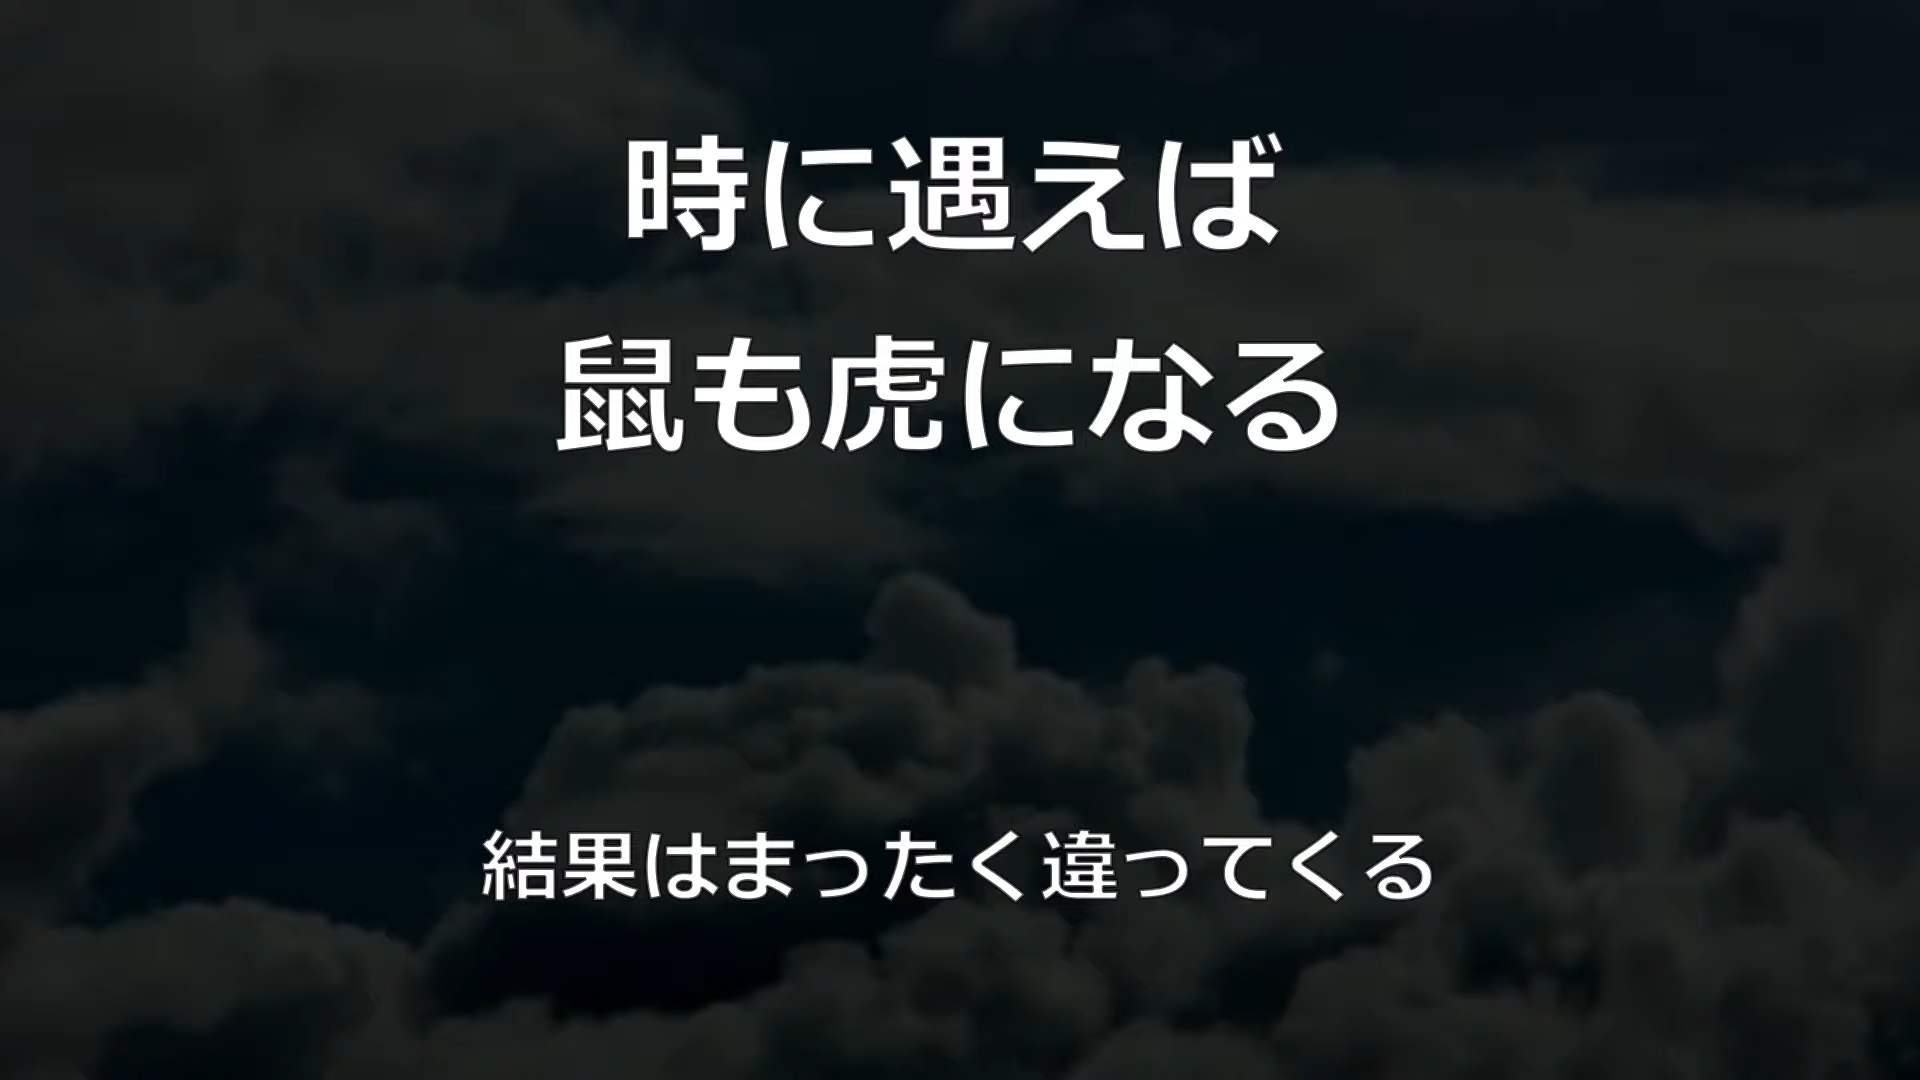 時に遇えば
鼠も虎になる
結果はまったく違ってくる